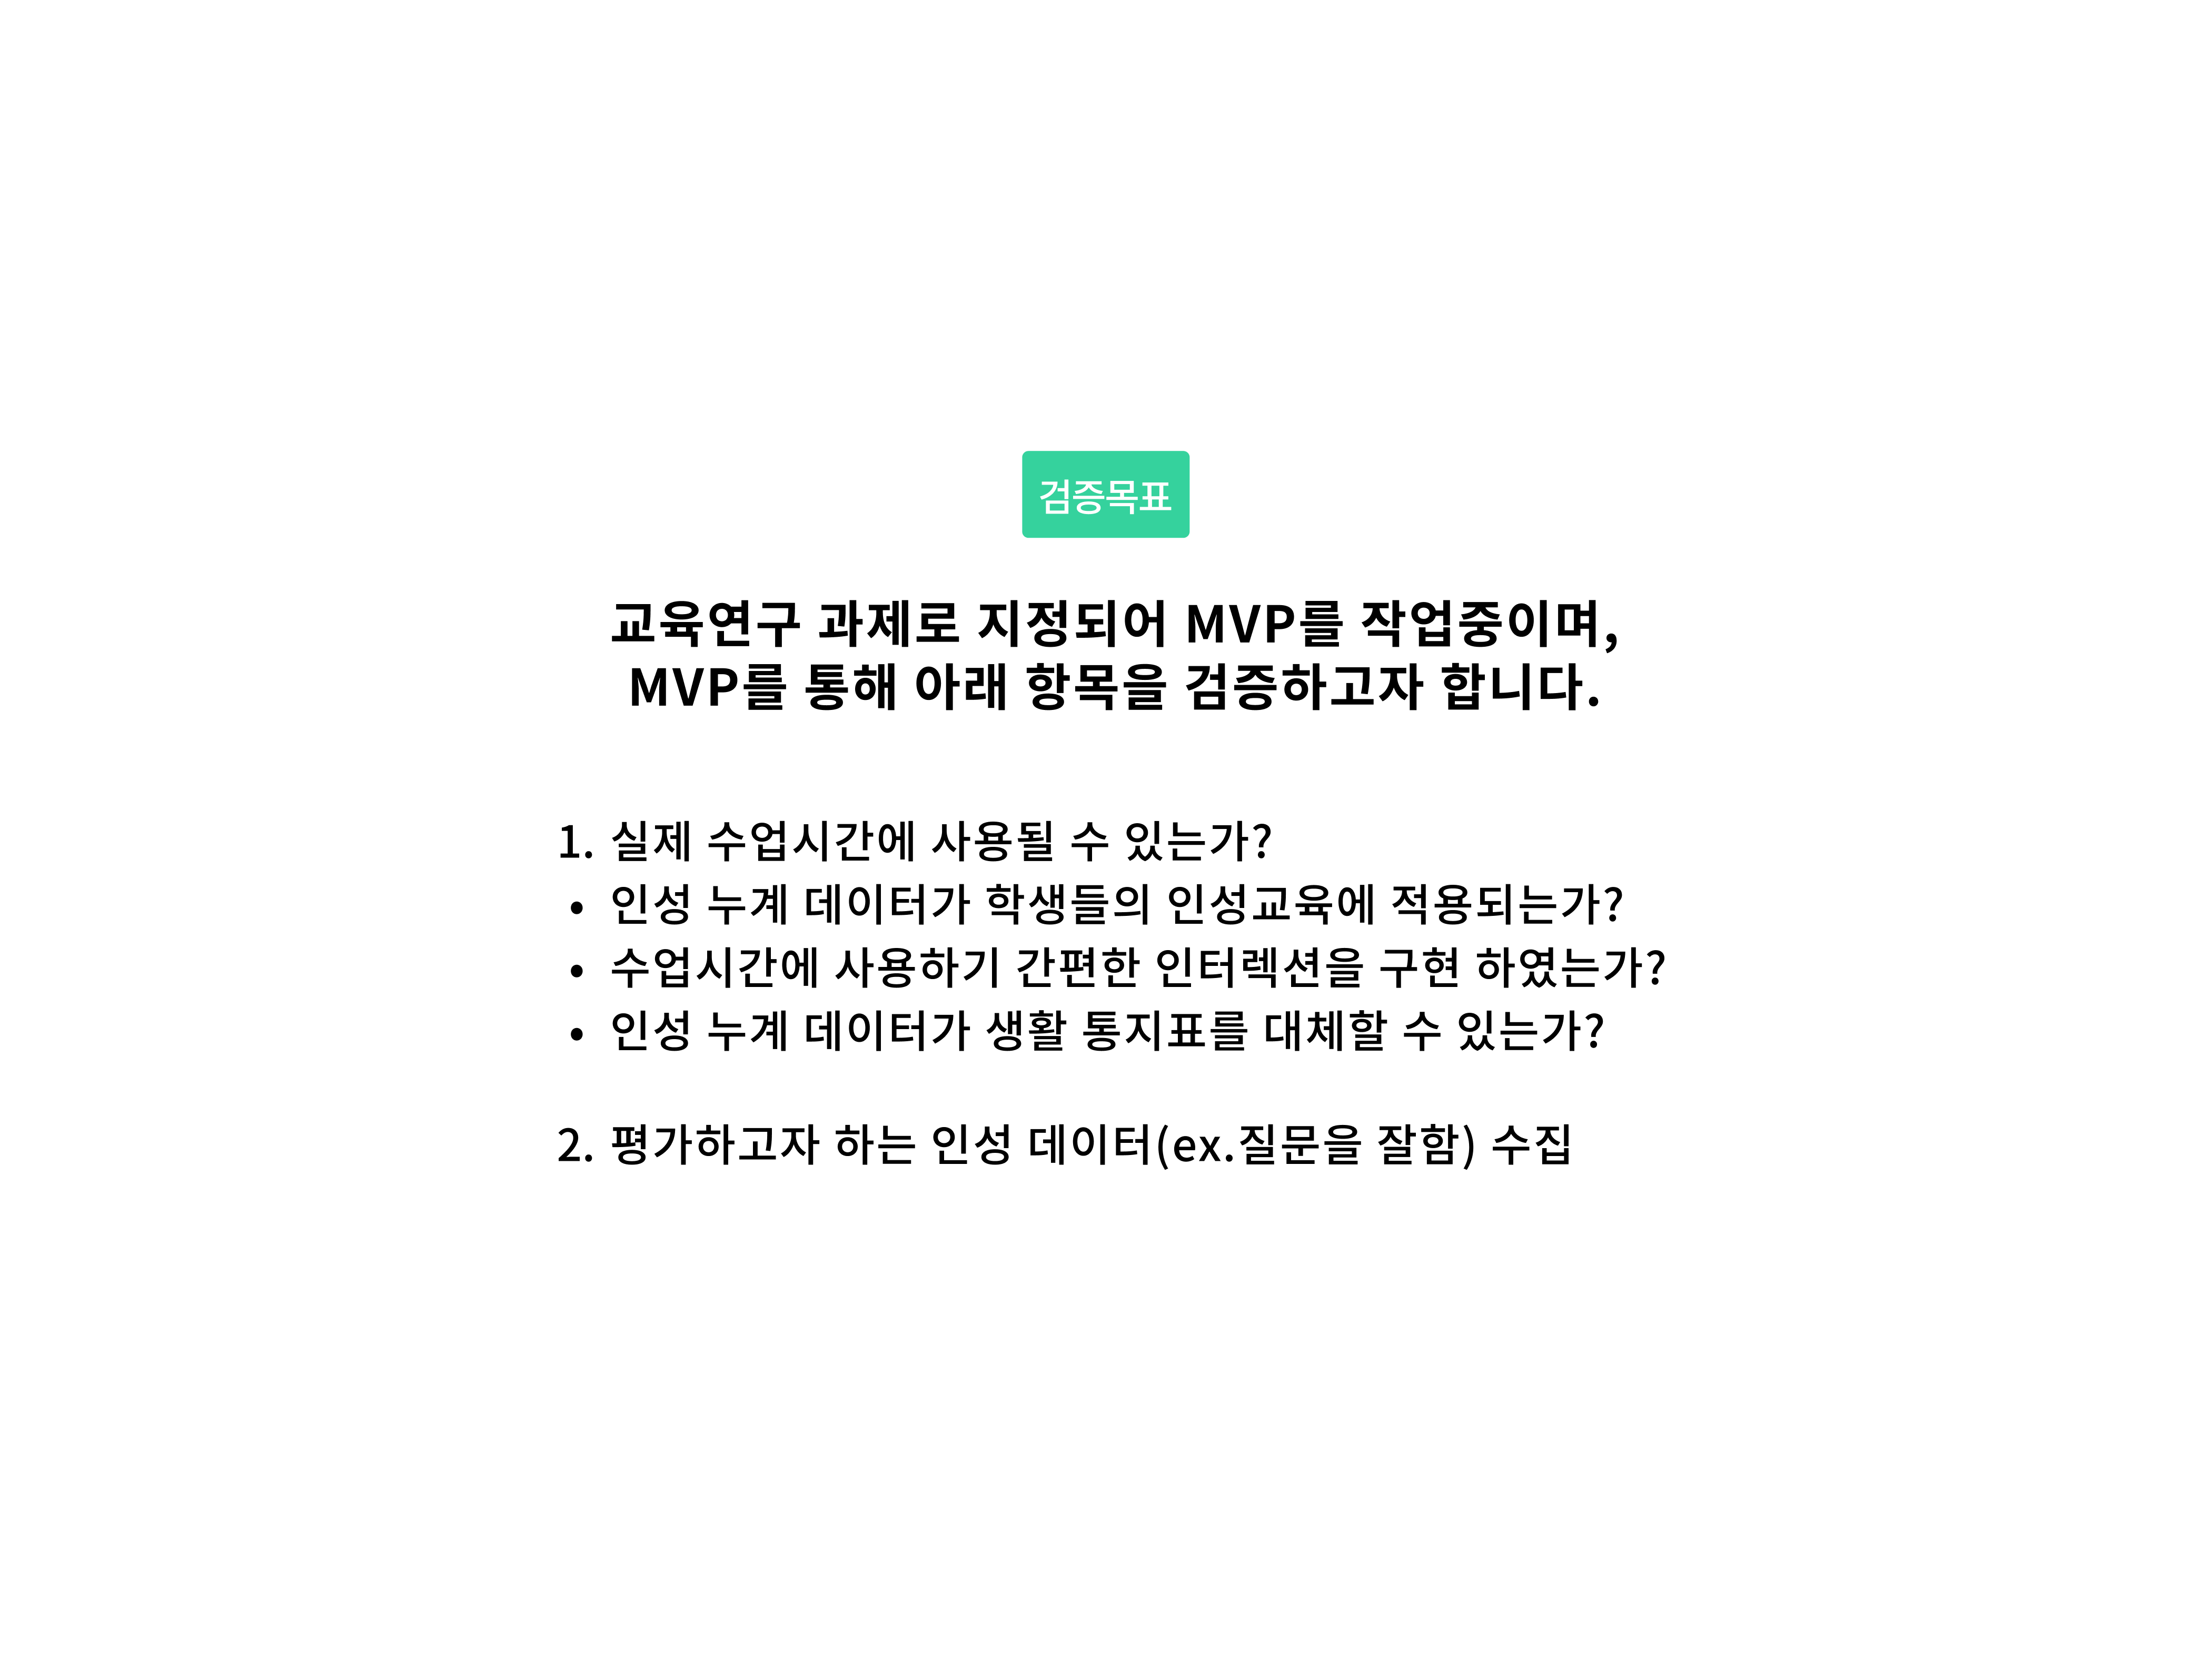 검증목표
교육연구 과제로 지정되어 MVP를 작업중이며,
MVP를 통해 아래 항목을 검증하고자 합니다.
1. 실제 수업시간에 사용될 수 있는가?
• 인성 누계 데이터가 학생들의 인성교육에 적용되는가?
• 수업시간에 사용하기 간편한 인터렉션을 구현 하였는가?
• 인성 누계 데이터가 생활 통지표를 대체할 수 있는가?
2. 평가하고자 하는 인성 데이터(ex.질문을 잘함) 수집